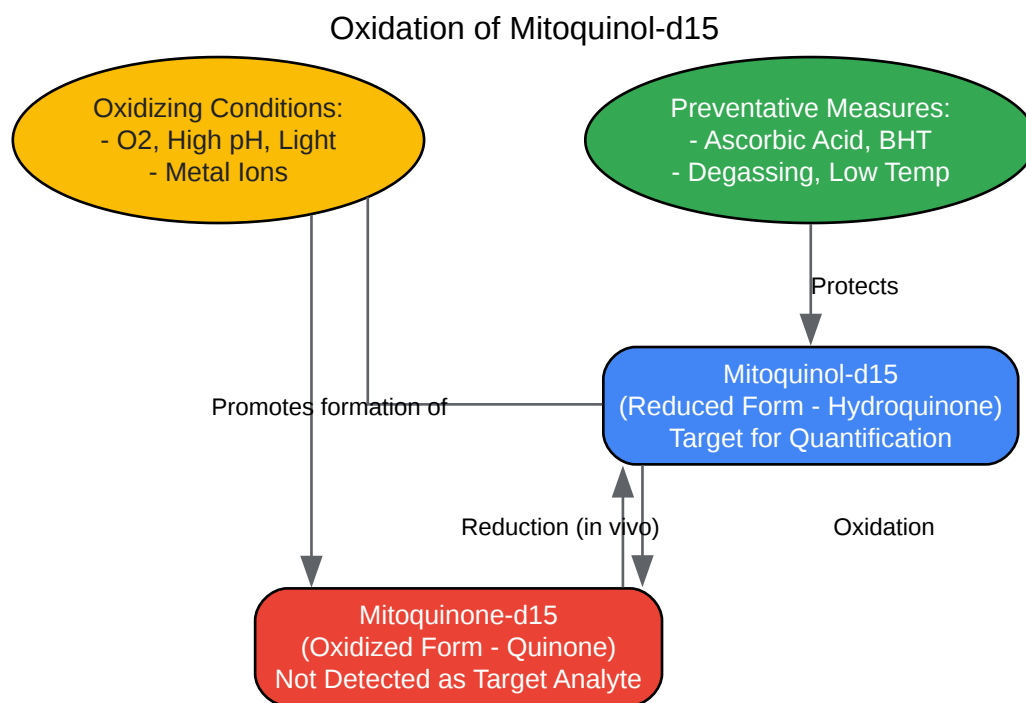 Oxidation of Mitoquinol-d15
Oxidizing Conditions:
- O2, High pH, Light
- Metal Ions
Preventative Measures:
- Ascorbic Acid, BHT
- Degassing, Low Temp
Protects
Mitoquinol-d15
(Reduced Form - Hydroquinone)
Target for Quantification
Promotes formation of
Reduction (in vivo)
Oxidation
Mitoquinone-d15
(Oxidized Form - Quinone)
Not Detected as Target Analyte